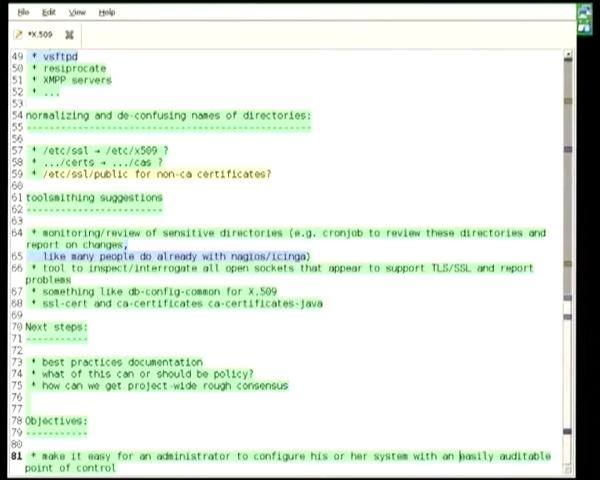 File Edit View Help
*X.509
49 * vsftpd
50 * resiprocate
51 * XMPP servers
52 * ...
53
54 normalizing and de-confusing names of directories:
55 -------------------------------------------------
56
57 * /etc/ssl → /etc/x509 ?
58 * .../certs → .../cas ?
59 * /etc/ssl/public for non-ca certificates?
60
61 toolsmithing suggestions
62 -----------------------
63
64 * monitoring/review of sensitive directories (e.g. cronjob to review these directories and
report on changes,
65 like many people do already with nagios/icinga)
66 * tool to inspect/interrogate all open sockets that appear to support TLS/SSL and report
problems
67 * something like db-config-common for X.509
68 * ssl-cert and ca-certificates ca-certificates-java
69
70 Next steps:
71 -----------
72
73 * best practices documentation
74 * what of this can or should be policy?
75 * how can we get project-wide rough consensus
76
77
78 Objectives:
79 -----------
80
81 * make it easy for an administrator to configure his or her system with an easily auditable
point of control